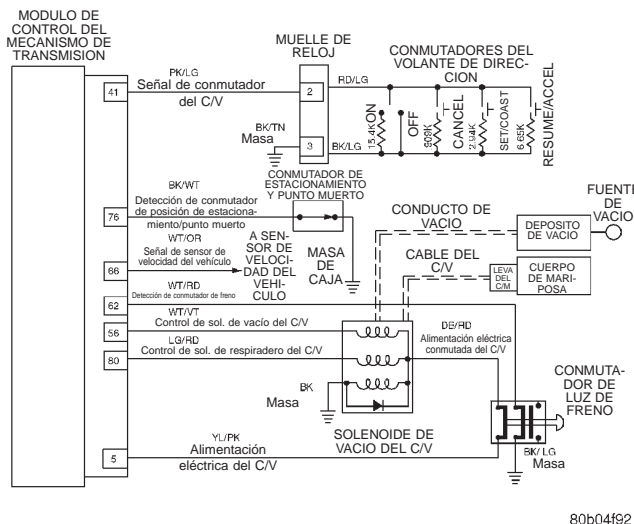 MODULO DE
CONTROL DEL
MECANISMO DE
TRANSMISION
41
PK/LG
Señal de conmutador
del C/V
MUELLE DE
RELOJ
2
3
RD/LG
BK/TN
Masa
BK/LG
CONMUTADORES DEL
VOLANTE DE DIREC-
CION
15.4K
ON
OFF
909K
CANCEL
2.94K
SET/COAST
6.65K
RESUME/ACCEL
76
BK/WT
Detección de conmutador
de posición de estaciona-
miento/punto muerto
CONMUTADOR DE
ESTACIONAMIENTO
Y PUNTO MUERTO
MASA
DE
CAJA
66
WT/OR
Señal de sensor de
velocidad del vehículo
A SEN-
SOR DE
VELOCI-
DAD DEL
VEHI-
CULO
CONDUCTO DE
VACIO
DEPOSITO
DE VACIO
FUENTE
DE
VACIO
CABLE DEL
C/V
LEVA
DEL
C/M
CUERPO
DE MARI-
POSA
62
WT/RD
Detección de conmutador de freno
56
WT/VT
Control de sol. de vacío del C/V
80
LG/RD
Control de sol. de respiradero del C/V
DB/RD
Alimentación eléctrica
conmutada del C/V
BK
Masa
SOLENOIDE DE
VACIO DEL C/V
CONMUTA-
DOR DE
LUZ DE
FRENO
BK/ LG
Masa
5
YL/PK
Alimentación
eléctrica del C/V
80b04f92